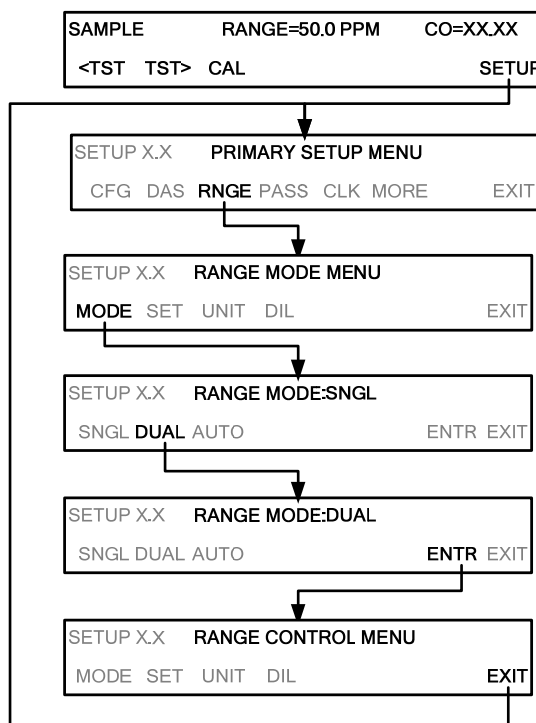 SAMPLE RANGE=50.0 PPM CO=XX.XX
<TST TST> CAL SETUP
SETUP X.X PRIMARY SETUP MENU
CFG DAS RNGE PASS CLK MORE EXIT
SETUP X.X RANGE MODE MENU
MODE SET UNIT DIL EXIT
SETUP X.X RANGE MODE:SNGL
SNGL DUAL AUTO ENTR EXIT
SETUP X.X RANGE MODE:DUAL
SNGL DUAL AUTO ENTR EXIT
SETUP X.X RANGE CONTROL MENU
MODE SET UNIT DIL EXIT